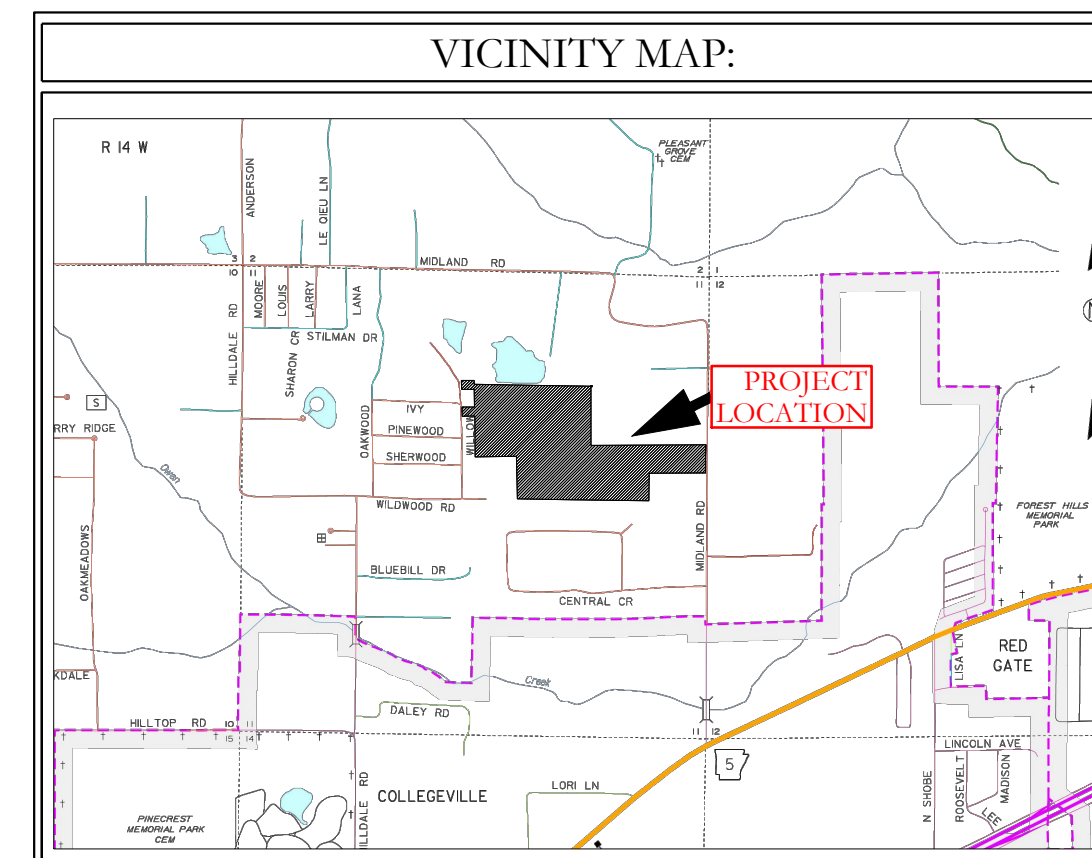 VICINITY MAP:
R 14 W
ANDERSON
LE QIEU LN
PLEASANT
GROVE
CEM
MIDLAND RD
3 2
10 11
2 1
11 12
HILLDALE RD
MOORE
LOUIS
LARRY
LANA
SHARON CR
STILMAN DR
PROJECT
LOCATION
S
RRY RIDGE
OAKWOOD
IVY
PINEWOOD
SHERWOOD
WILLOW
WILDWOOD RD
Owen
OAKMEADOWS
MIDLAND RD
FOREST HILLS
MEMORIAL
PARK
BLUEBILL DR
CENTRAL CR
LISA LN
RED
GATE
KDALE
Creek
HILLTOP RD
10 11
15 14
DALEY RD
11 12
5
LINCOLN AVE
N SHOBE
ROOSEVELT
MADISON
LEE
LORI LN
COLLEGEVILLE
ILLDALE RD
PINECREST
MEMORIAL PARK
CEM